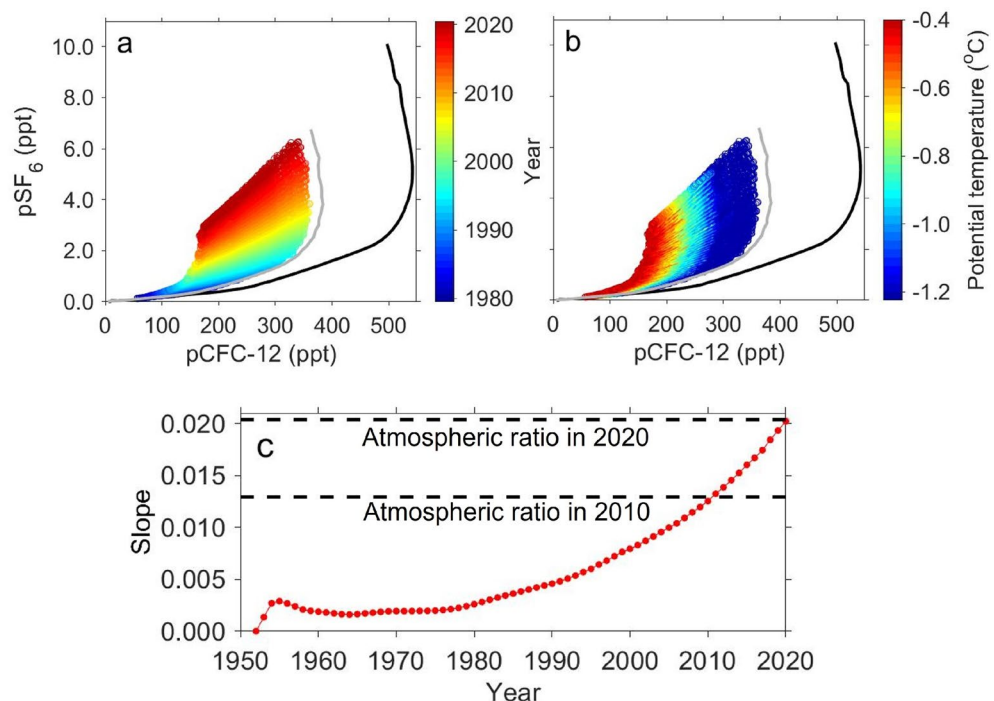 a
10.0
8.0
6.0
4.0
2.0
0.0
pSF6 (ppt)
0 100 200 300 400 500
pCFC-12 (ppt)
2020
2010
2000
1990
1980
Year
b
0 100 200 300 400 500
pCFC-12 (ppt)
-0.4
-0.6
-0.8
-1.0
-1.2
Potential temperature (°C)
c
0.020
0.015
0.010
0.005
0.000
Slope
Atmospheric ratio in 2020
Atmospheric ratio in 2010
1950 1960 1970 1980 1990 2000 2010 2020
Year